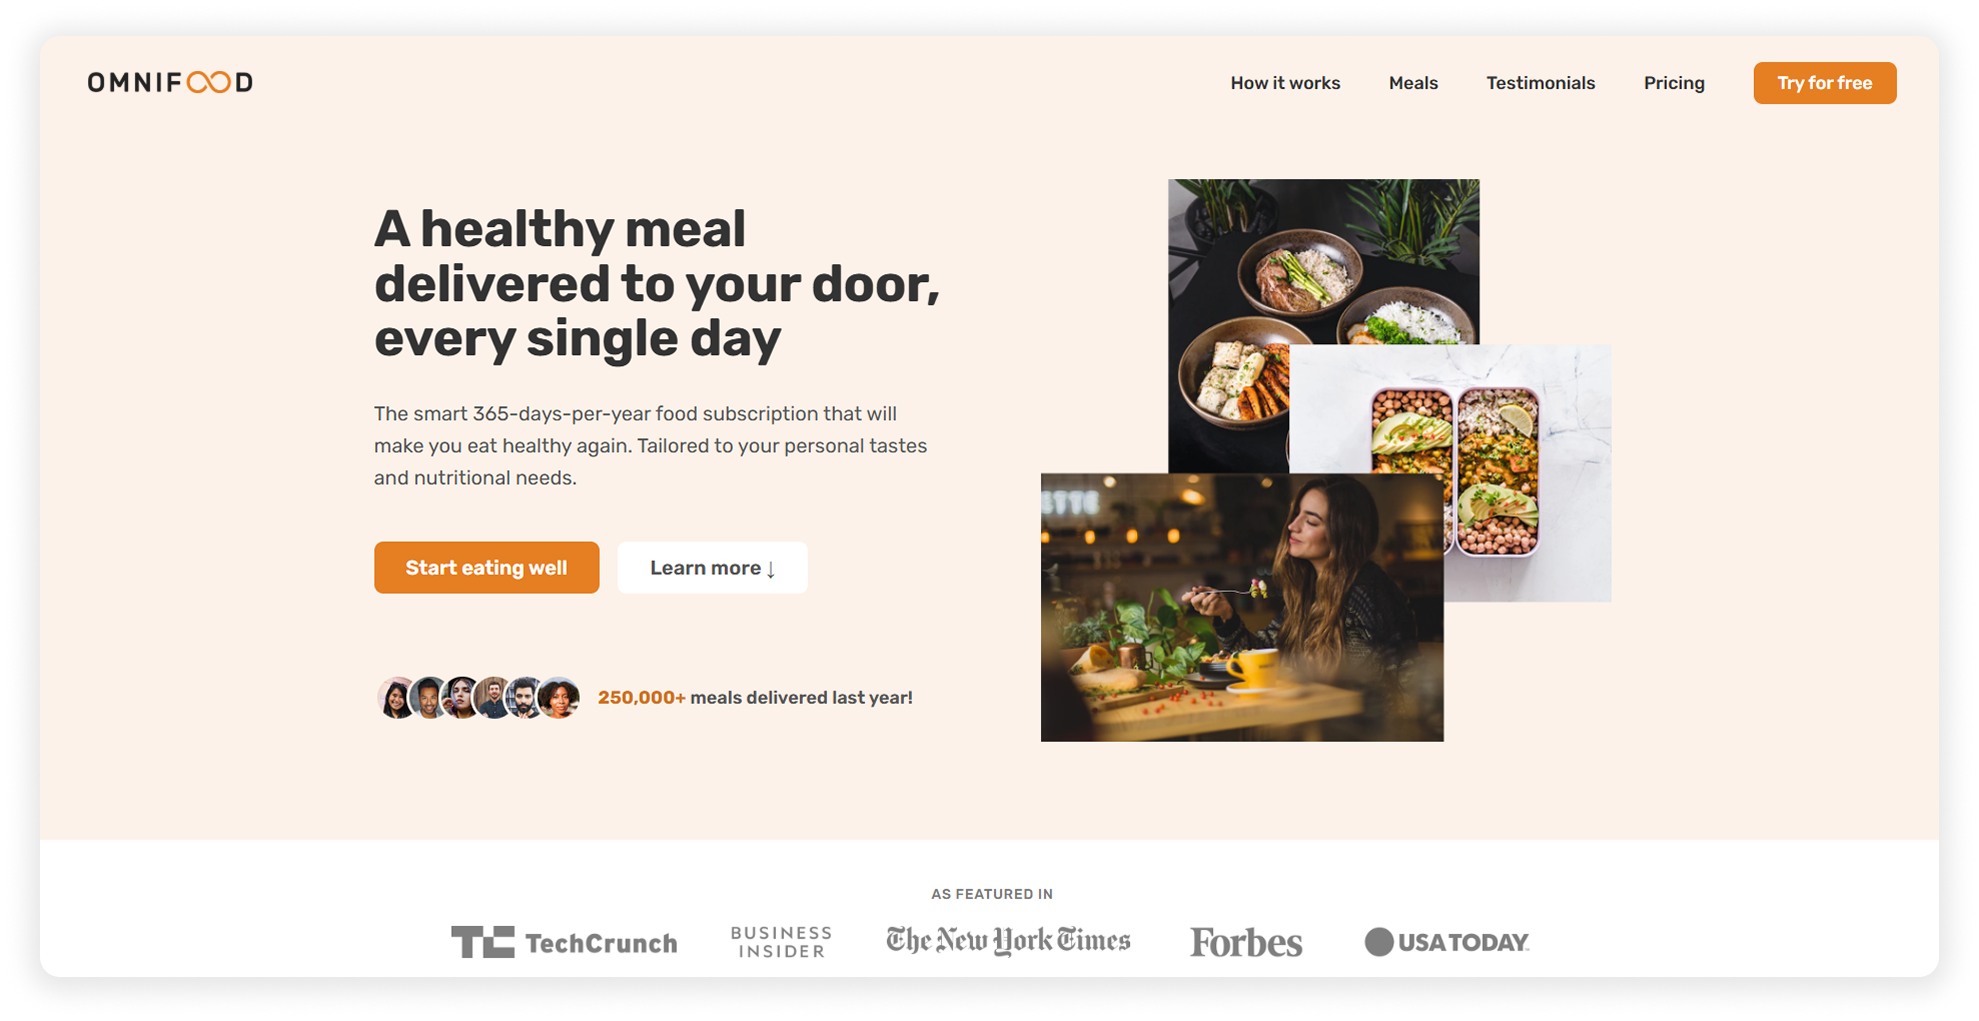 OMNIFOOD
How it works
Meals
Testimonials
Pricing
Try for free
A healthy meal
delivered to your door,
every single day
The smart 365-days-per-year food subscription that will
make you eat healthy again. Tailored to your personal tastes
and nutritional needs.
Start eating well
Learn more ↓
250,000+ meals delivered last year!
ETTE
AS FEATURED IN
TC TechCrunch
BUSINESS
INSIDER
The New York Times
Forbes
USA TODAY